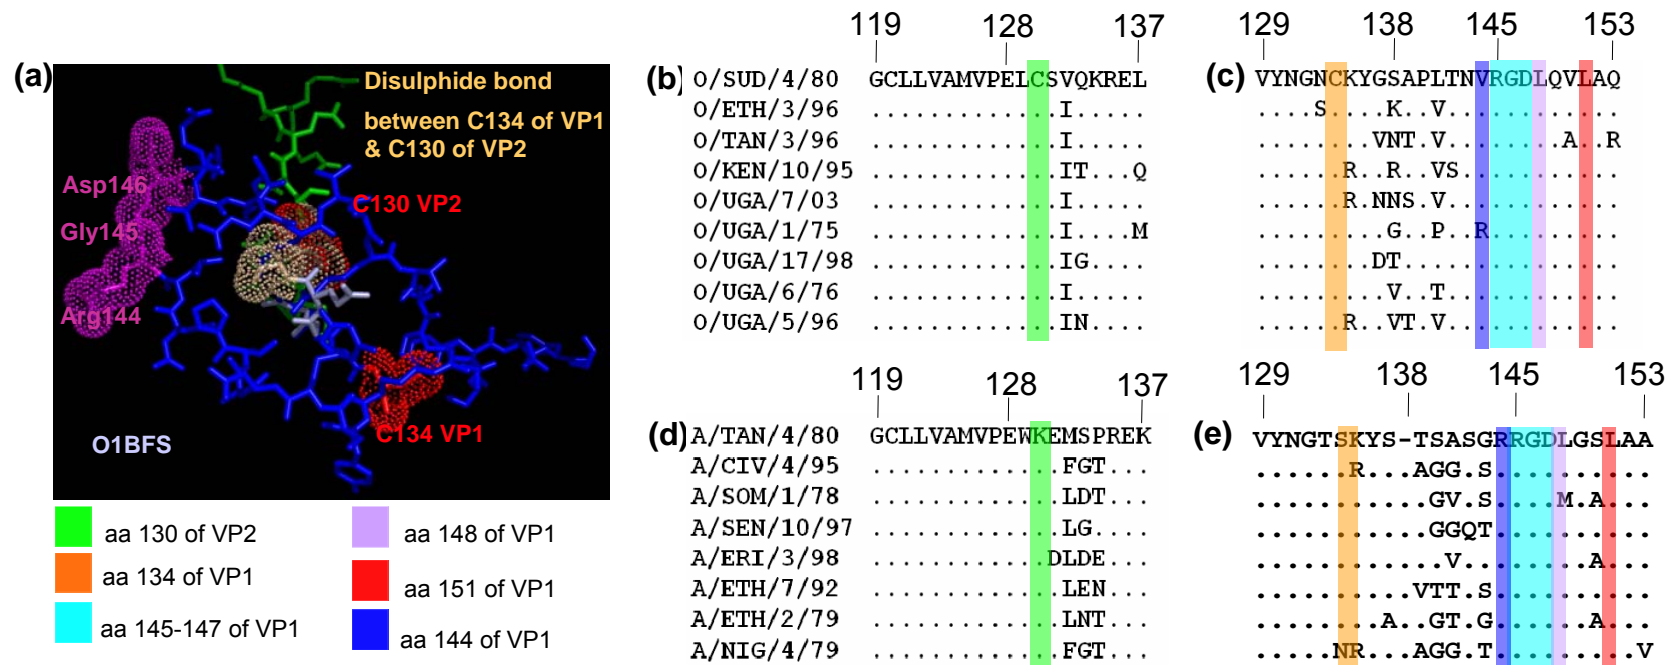 119 128 137
129 138 145 153
(a)
Disulphide bond
between C134 of VP1
& C130 of VP2
Asp146
Gly145
Arg144
C130 VP2
C134 VP1
O1BFS
(b) O/SUD/4/80 GCLLVAMVPELCSVQKREL
O/ETH/3/96 .............I.....
O/TAN/3/96 .............I.....
O/KEN/10/95 .............IT...Q
O/UGA/7/03 .............I.....
O/UGA/1/75 .............I....M
O/UGA/17/98 .............IG....
O/UGA/6/76 .............I.....
O/UGA/5/96 .............IN....
(c) VYNGNCKYGSAPLTNVRGDLQVLAQ
....S....K..V............
........VNT.V........A..R
......R..R..VS...........
......R.NNS.V............
.........G..P..R.........
........DT...............
.........V..T............
......R..VT.V............
119 128 137
(d) A/TAN/4/80 GCLLVAMVPEWKEMSPREK
A/CIV/4/95 .............FGT...
A/SOM/1/78 .............LDT...
A/SEN/10/97 .............LG....
A/ERI/3/98 ............DLDE...
A/ETH/7/92 .............LEN...
A/ETH/2/79 .............LNT...
A/NIG/4/79 .............FGT...
129 138 145 153
(e) VYNGTSKYS-TSASGRRGDLGSLAA
......R...AGG.S..........
...........GV.S....M.A...
...........GGQT..........
............V........A...
..........VTT.S..........
........A..GT.G......A...
.....NR...AGG.T.........V
aa 130 of VP2
aa 134 of VP1
aa 145-147 of VP1
aa 148 of VP1
aa 151 of VP1
aa 144 of VP1